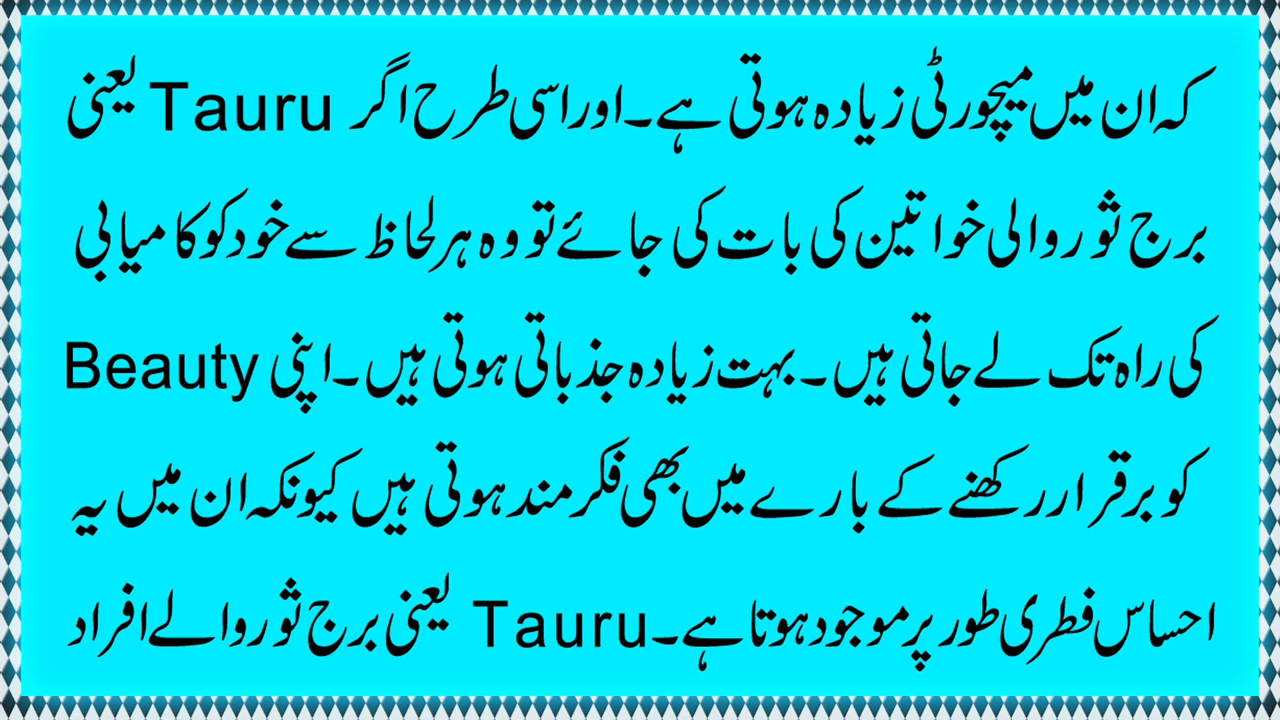 کہ ان میں میچورٹی زیادہ ہوتی ہے۔ اور اسی طرح اگر Tauru یعنی
برج ثور والی خواتین کی بات کی جائے تو وہ ہر لحاظ سے خود کو کامیابی
کی راہ تک لے جاتی ہیں۔ بہت زیادہ جذباتی ہوتی ہیں۔ اپنی Beauty
کو برقرار رکھنے کے بارے میں بھی فکر مند ہوتی ہیں کیونکہ ان میں یہ
احساس فطری طور پر موجود ہوتا ہے۔ Tauru یعنی برج ثور والے افراد